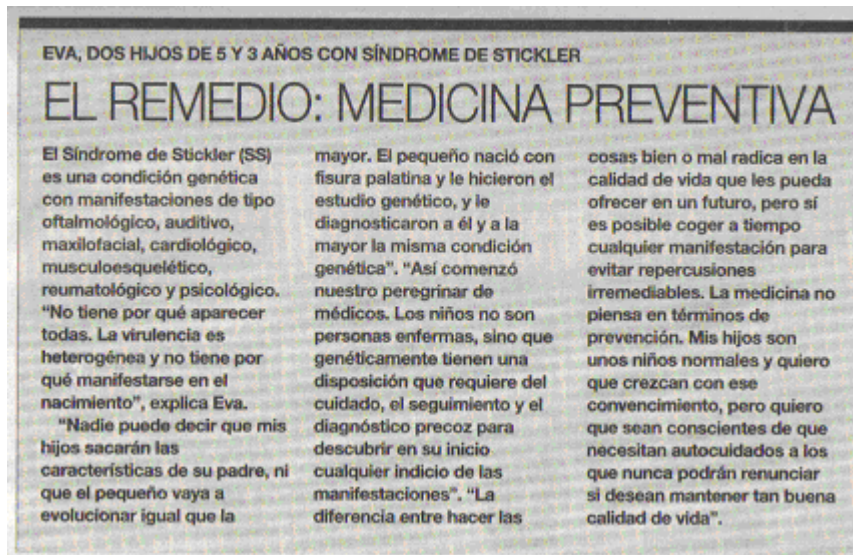 EVA, DOS HIJOS DE 5 Y 3 AÑOS CON SÍNDROME DE STICKLER
EL REMEDIO: MEDICINA PREVENTIVA
El Síndrome de Stickler (SS)
es una condición genética
con manifestaciones de tipo
oftalmológico, auditivo,
maxilofacial, cardiológico,
musculoesquelético,
reumatológico y psicológico.
“No tiene por qué aparecer
todas. La virulencia es
heterogénea y no tiene por
qué manifestarse en el
nacimiento”, explica Eva.
“Nadie puede decir que mis
hijos sacarán las
características de su padre, ni
que el pequeño vaya a
evolucionar igual que la
mayor. El pequeño nació con
fisura palatina y le hicieron el
estudio genético, y le
diagnosticaron a él y a la
mayor la misma condición
genética”. “Así comenzó
nuestro peregrinar de
médicos. Los niños no son
personas enfermas, sino que
genéticamente tienen una
disposición que requiere del
cuidado, el seguimiento y el
diagnóstico precoz para
descubrir en su inicio
cualquier indicio de las
manifestaciones”. “La
diferencia entre hacer las
cosas bien o mal radica en la
calidad de vida que les pueda
ofrecer en un futuro, pero sí
es posible coger a tiempo
cualquier manifestación para
evitar repercusiones
irremediables. La medicina no
piensa en términos de
prevención. Mis hijos son
unos niños normales y quiero
que crezcan con ese
convencimiento, pero quiero
que sean conscientes de que
necesitan autocuidados a los
que nunca podrán renunciar
si desean mantener tan buena
calidad de vida”.